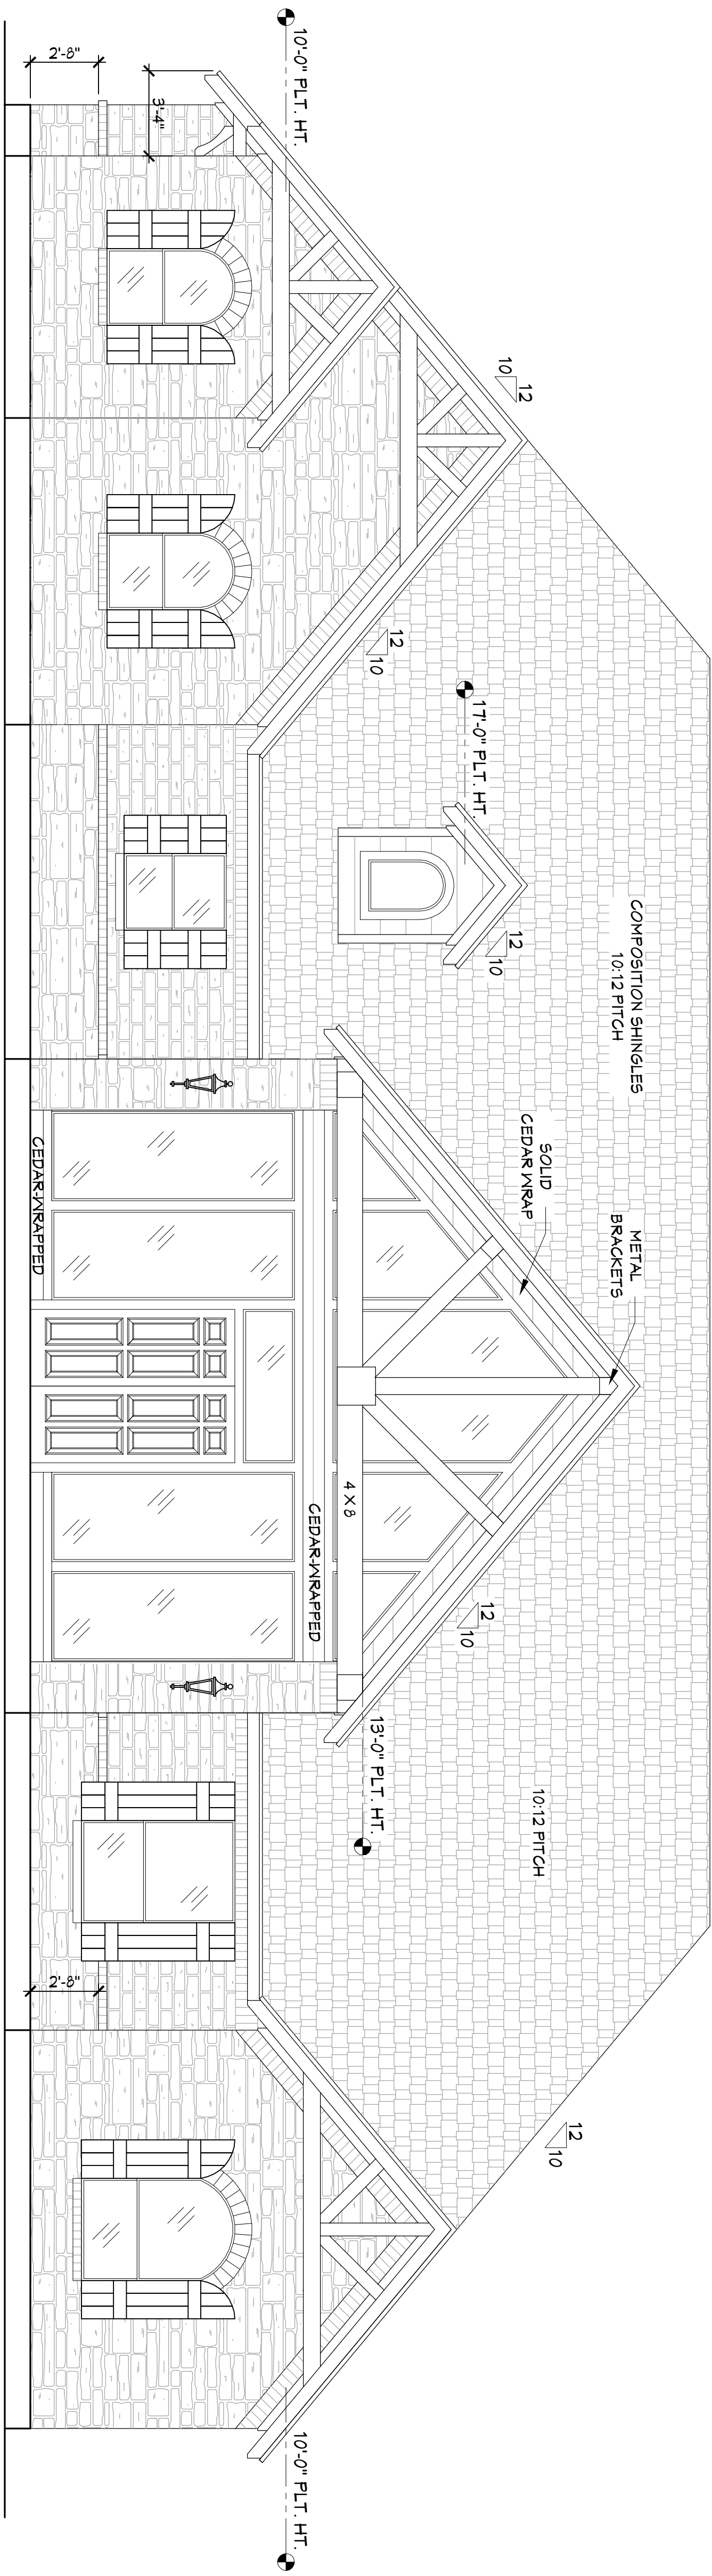 10'-0" PLT. HT.
2'-8"
3'-4"
12
10
12
10
17'-0" PLT. HT.
12
10
COMPOSITION SHINGLES
10:12 PITCH
SOLID
CEDAR WRAP
METAL
BRACKETS
CEDAR-WRAPPED
4 X 8
CEDAR-WRAPPED
12
10
13'-0" PLT. HT.
10:12 PITCH
2'-8"
12
10
10'-0" PLT. HT.